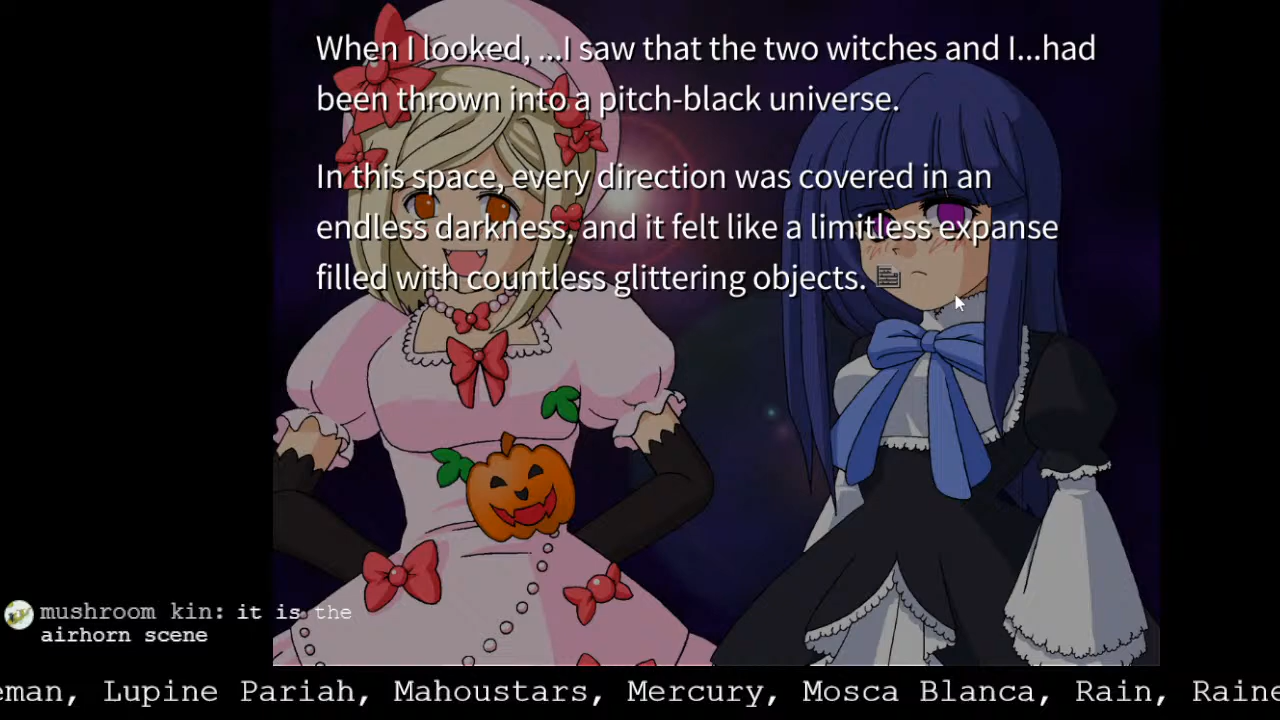 When I looked, ...I saw that the two witches and I...had
been thrown into a pitch-black universe.
In this space, every direction was covered in an
endless darkness, and it felt like a limitless expanse
filled with countless glittering objects.
mushroom kin: it is the
airhorn scene
eman, Lupine Pariah, Mahoustars, Mercury, Mosca Blanca, Rain, Raine